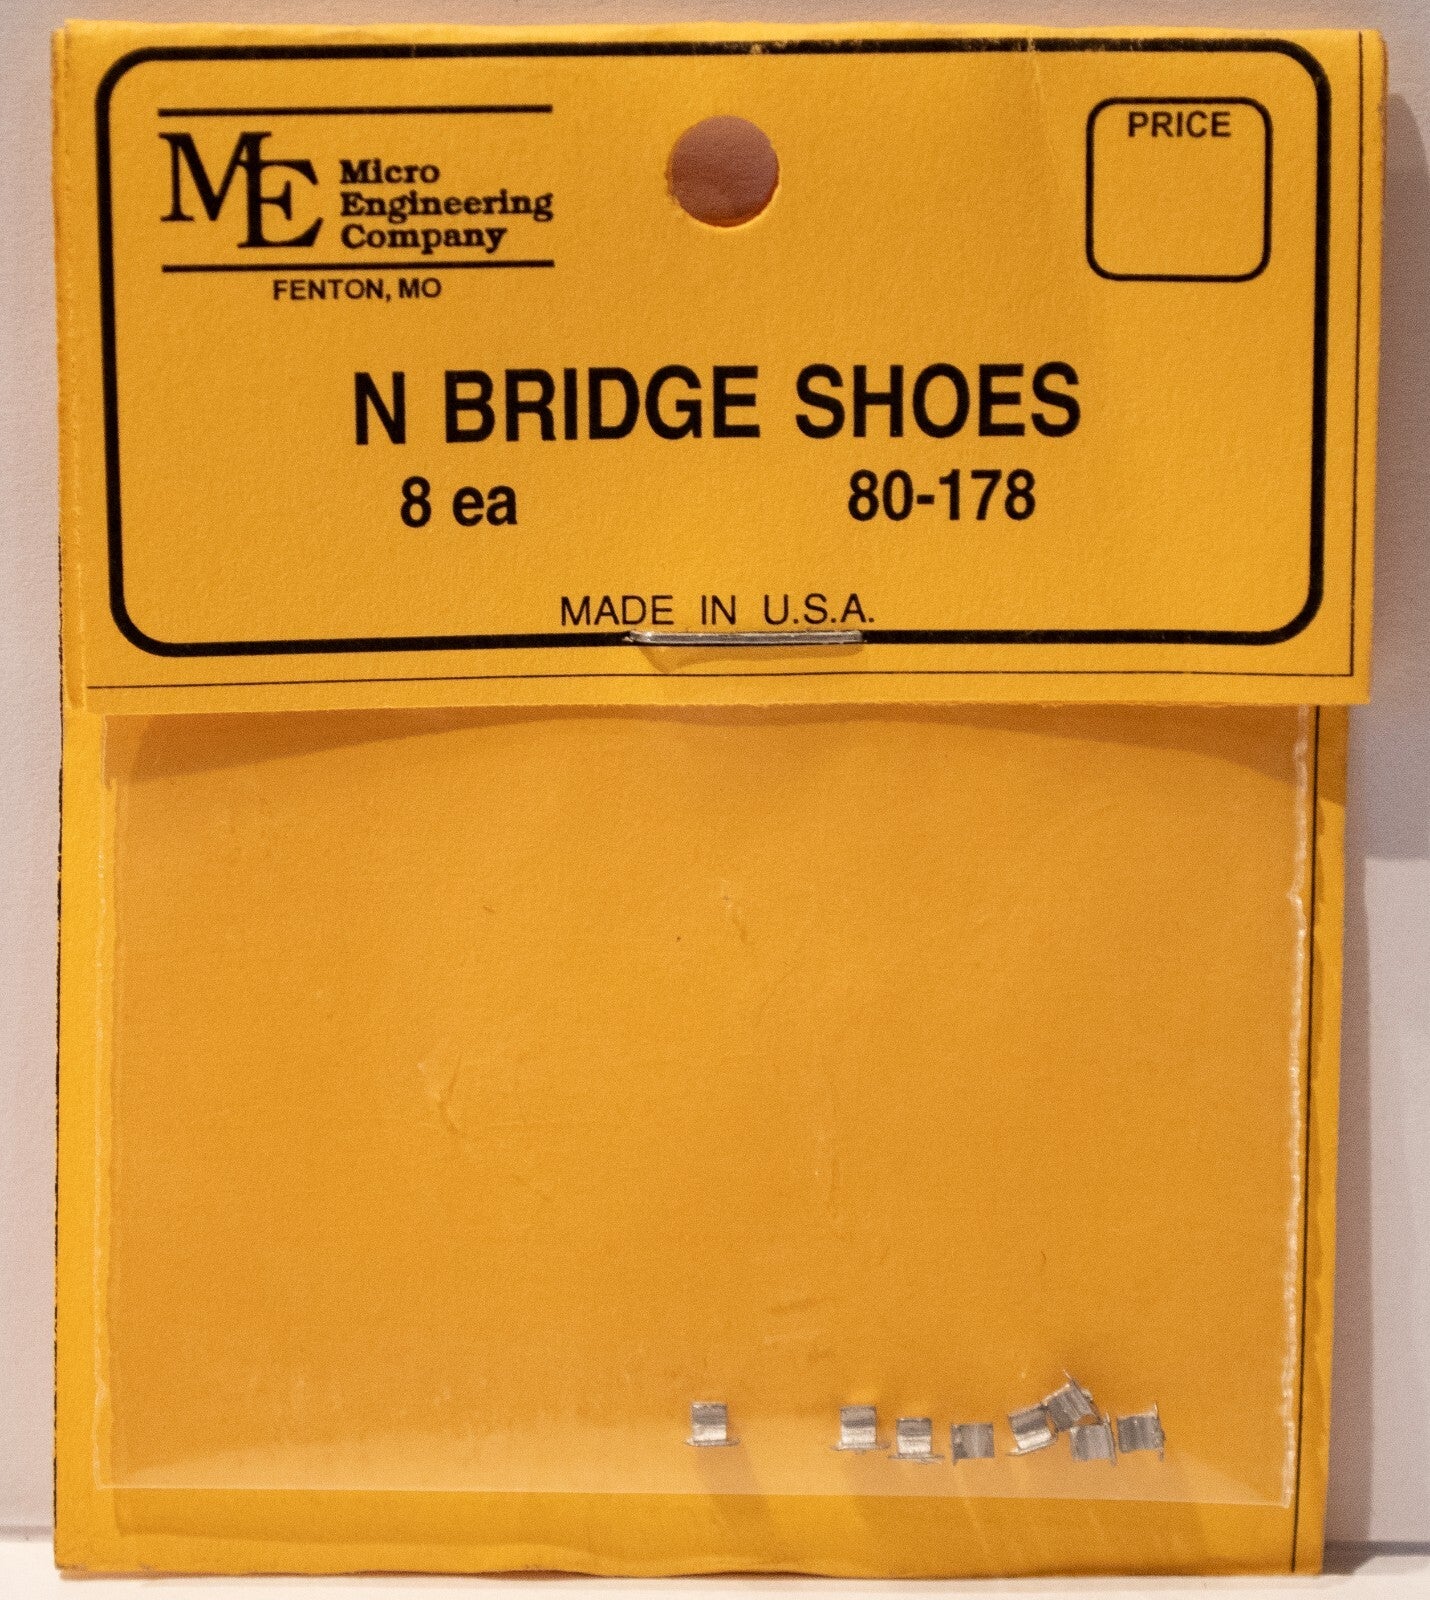 ME Micro
Engineering
Company
FENTON, MO
PRICE
N BRIDGE SHOES
8 ea 80-178
MADE IN U.S.A.